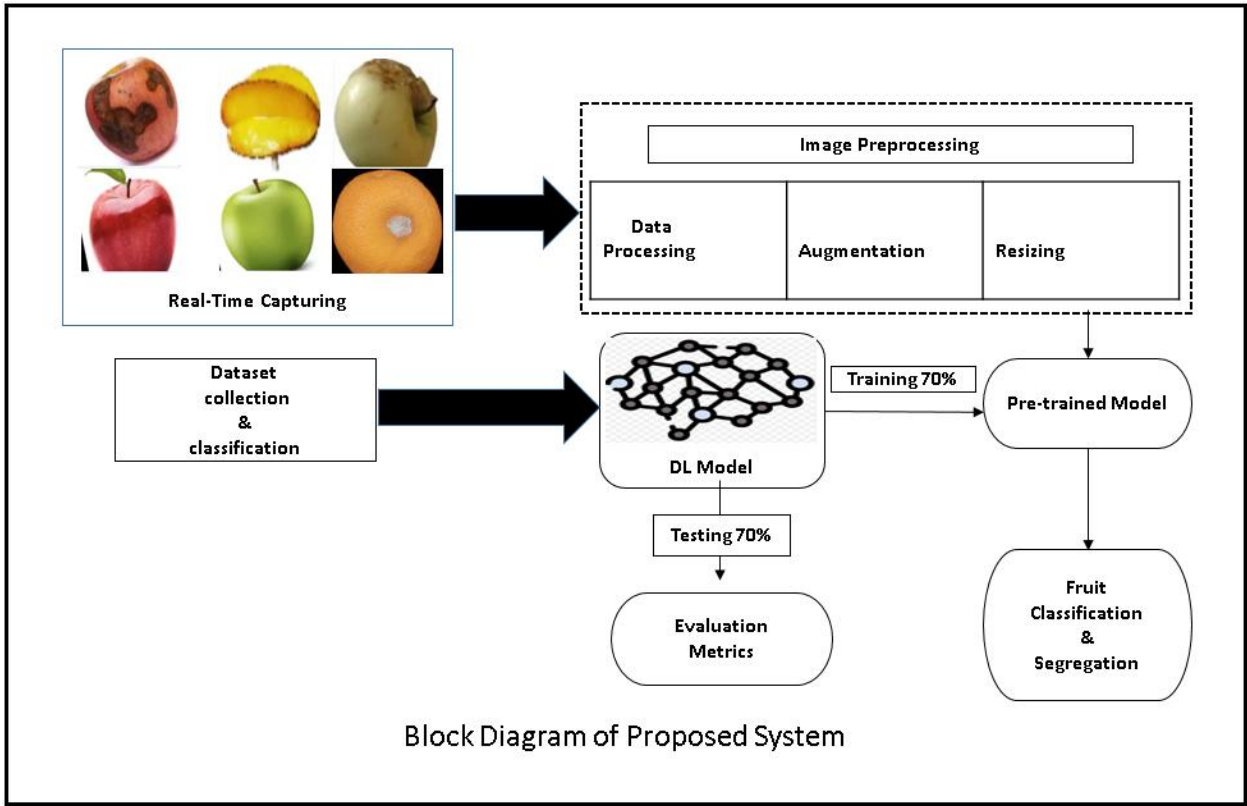 Real-Time Capturing
Image Preprocessing
Data
Processing
Augmentation
Resizing
Dataset
collection
&
classification
DL Model
Training 70%
Pre-trained Model
Testing 70%
Evaluation
Metrics
Fruit
Classification
&
Segregation
Block Diagram of Proposed System